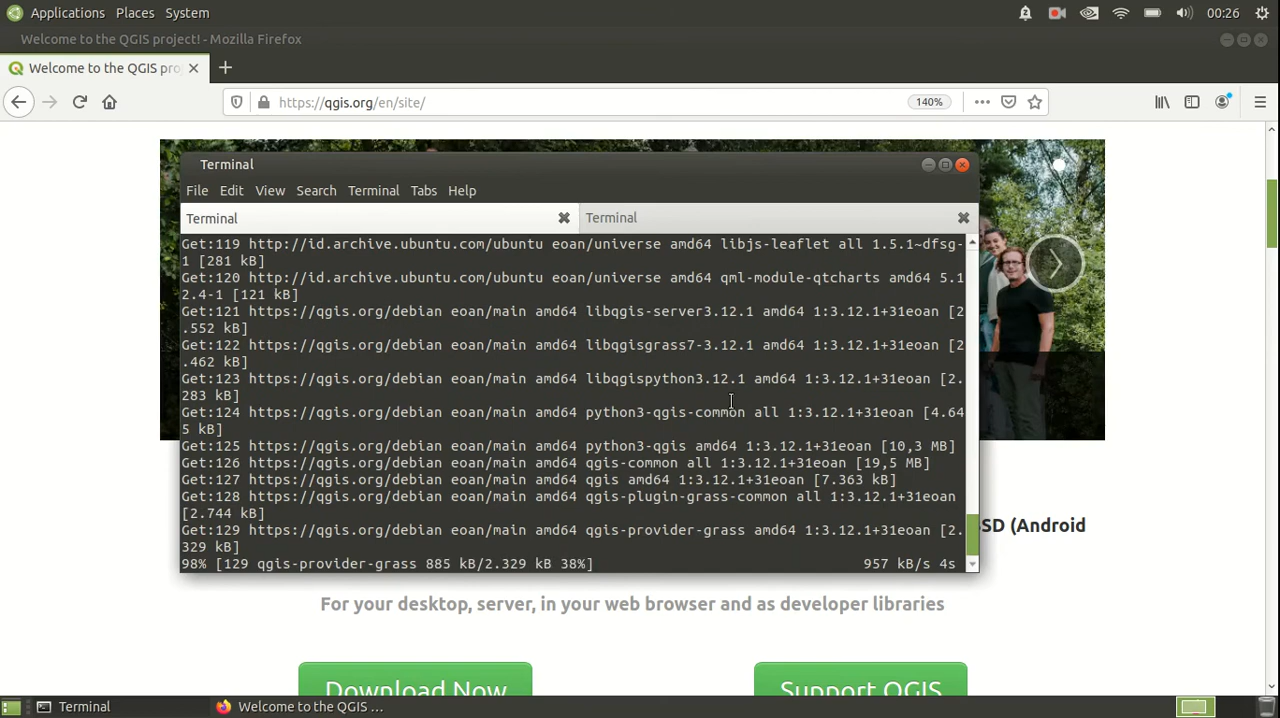 Applications Places System 00:26
Welcome to the QGIS project! - Mozilla Firefox
Welcome to the QGIS pro
https://qgis.org/en/site/ 140%
Terminal
File Edit View Search Terminal Tabs Help
Terminal Terminal
Get:119 http://id.archive.ubuntu.com/ubuntu eoan/universe amd64 libjs-leaflet all 1.5.1~dfsg-
1 [281 kB]
Get:120 http://id.archive.ubuntu.com/ubuntu eoan/universe amd64 qml-module-qtcharts amd64 5.1
2.4-1 [121 kB]
Get:121 https://qgis.org/debian eoan/main amd64 libqgis-server3.12.1 amd64 1:3.12.1+31eoan [2
.552 kB]
Get:122 https://qgis.org/debian eoan/main amd64 libqgisgrass7-3.12.1 amd64 1:3.12.1+31eoan [2
.462 kB]
Get:123 https://qgis.org/debian eoan/main amd64 libqgispython3.12.1 amd64 1:3.12.1+31eoan [2.
283 kB]
Get:124 https://qgis.org/debian eoan/main amd64 python3-qgis-common all 1:3.12.1+31eoan [4.64
5 kB]
Get:125 https://qgis.org/debian eoan/main amd64 python3-qgis amd64 1:3.12.1+31eoan [10,3 MB]
Get:126 https://qgis.org/debian eoan/main amd64 qgis-common all 1:3.12.1+31eoan [19,5 MB]
Get:127 https://qgis.org/debian eoan/main amd64 qgis amd64 1:3.12.1+31eoan [7.363 kB]
Get:128 https://qgis.org/debian eoan/main amd64 qgis-plugin-grass-common all 1:3.12.1+31eoan
[2.744 kB]
Get:129 https://qgis.org/debian eoan/main amd64 qgis-provider-grass amd64 1:3.12.1+31eoan [2.
329 kB]
98% [129 qgis-provider-grass 885 kB/2.329 kB 38%] 957 kB/s 4s
SD (Android
For your desktop, server, in your web browser and as developer libraries
Download Now Support QGIS
Terminal Welcome to the QGIS ...